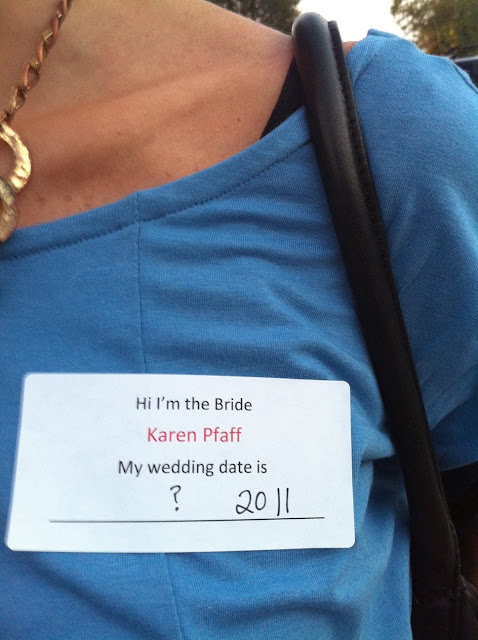 Hi I'm the Bride
Karen Pfaff
My wedding date is
? 2011